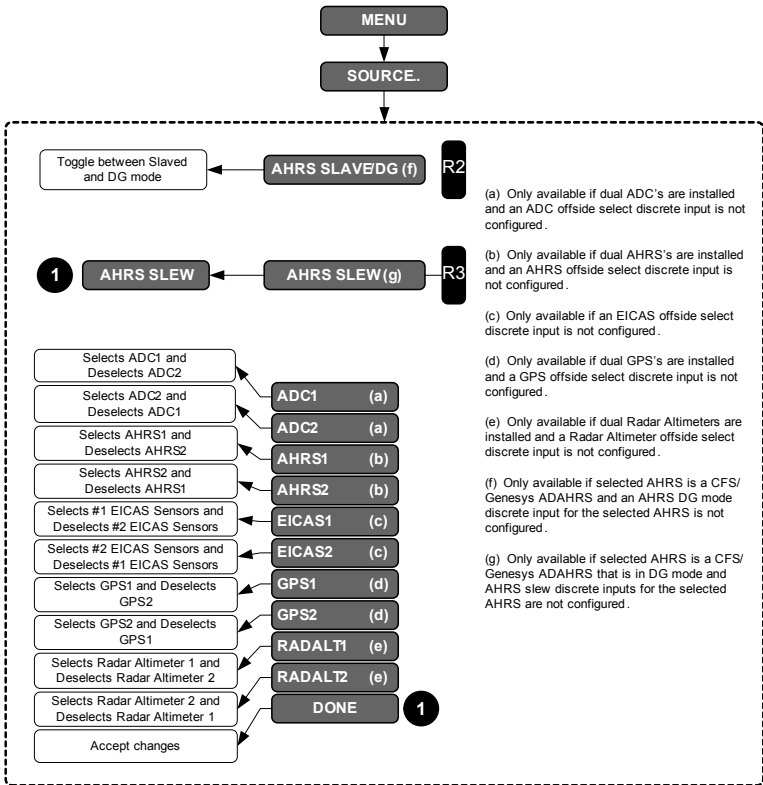 MENU
SOURCE..
Toggle between Slaved
and DG mode
AHRS SLAVE/DG (f)
R2
1
AHRS SLEW
AHRS SLEW(g)
R3
Selects ADC1 and
Deselects ADC2
Selects ADC2 and
Deselects ADC1
Selects AHRS1 and
Deselects AHRS2
Selects AHRS2 and
Deselects AHRS1
Selects #1 EICAS Sensors and
Deselects #2 EICAS Sensors
Selects #2 EICAS Sensors and
Deselects #1 EICAS Sensors
Selects GPS1 and Deselects
GPS2
Selects GPS2 and Deselects
GPS1
Selects Radar Altimeter 1 and
Deselects Radar Altimeter 2
Selects Radar Altimeter 2 and
Deselects Radar Altimeter 1
Accept changes
ADC1 (a)
ADC2 (a)
AHRS1 (b)
AHRS2 (b)
EICAS1 (c)
EICAS2 (c)
GPS1 (d)
GPS2 (d)
RADALT1 (e)
RADALT2 (e)
DONE
1
(a) Only available if dual ADC's are installed
and an ADC offside select discrete input is not
configured.
(b) Only available if dual AHRS's are installed
and an AHRS offside select discrete input is
not configured.
(c) Only available if an EICAS offside select
discrete input is not configured.
(d) Only available if dual GPS's are installed
and a GPS offside select discrete input is not
configured.
(e) Only available if dual Radar Altimeters are
installed and a Radar Altimeter offside select
discrete input is not configured.
(f) Only available if selected AHRS is a CFS/
Genesys ADAHRS and an AHRS DG mode
discrete input for the selected AHRS is not
configured.
(g) Only available if selected AHRS is a CFS/
Genesys ADAHRS that is in DG mode and
AHRS slew discrete inputs for the selected
AHRS are not configured.